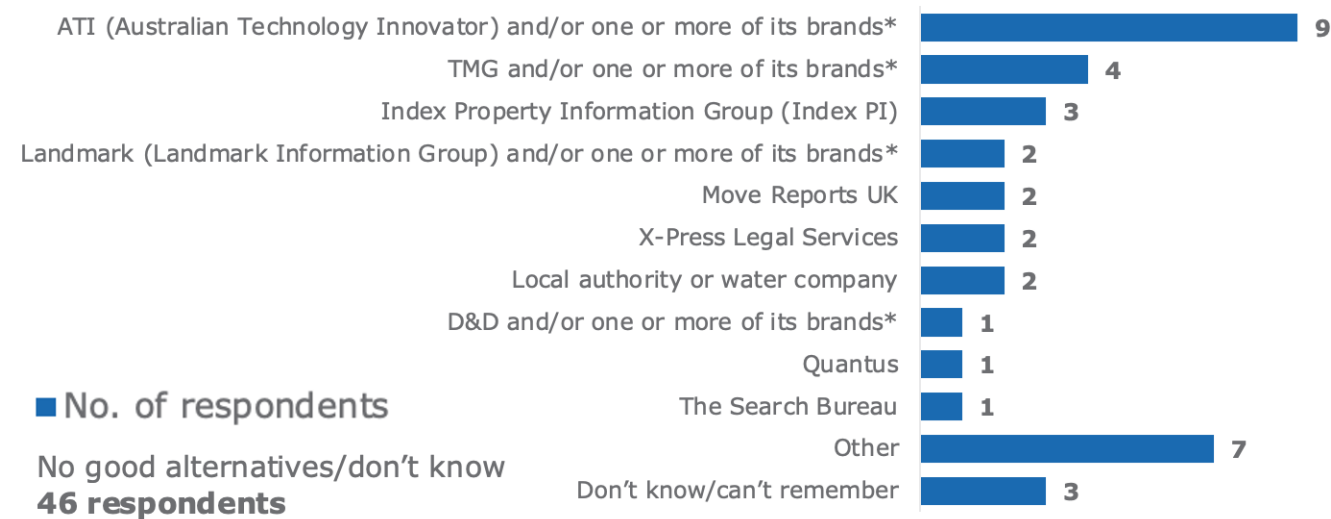 ATI (Australian Technology Innovator) and/or one or more of its brands* 9
TMG and/or one or more of its brands* 4
Index Property Information Group (Index PI) 3
Landmark (Landmark Information Group) and/or one or more of its brands* 2
Move Reports UK 2
X-Press Legal Services 2
Local authority or water company 2
D&D and/or one or more of its brands* 1
Quantus 1
The Search Bureau 1
Other 7
Don’t know/can’t remember 3
No. of respondents
No good alternatives/don’t know
46 respondents